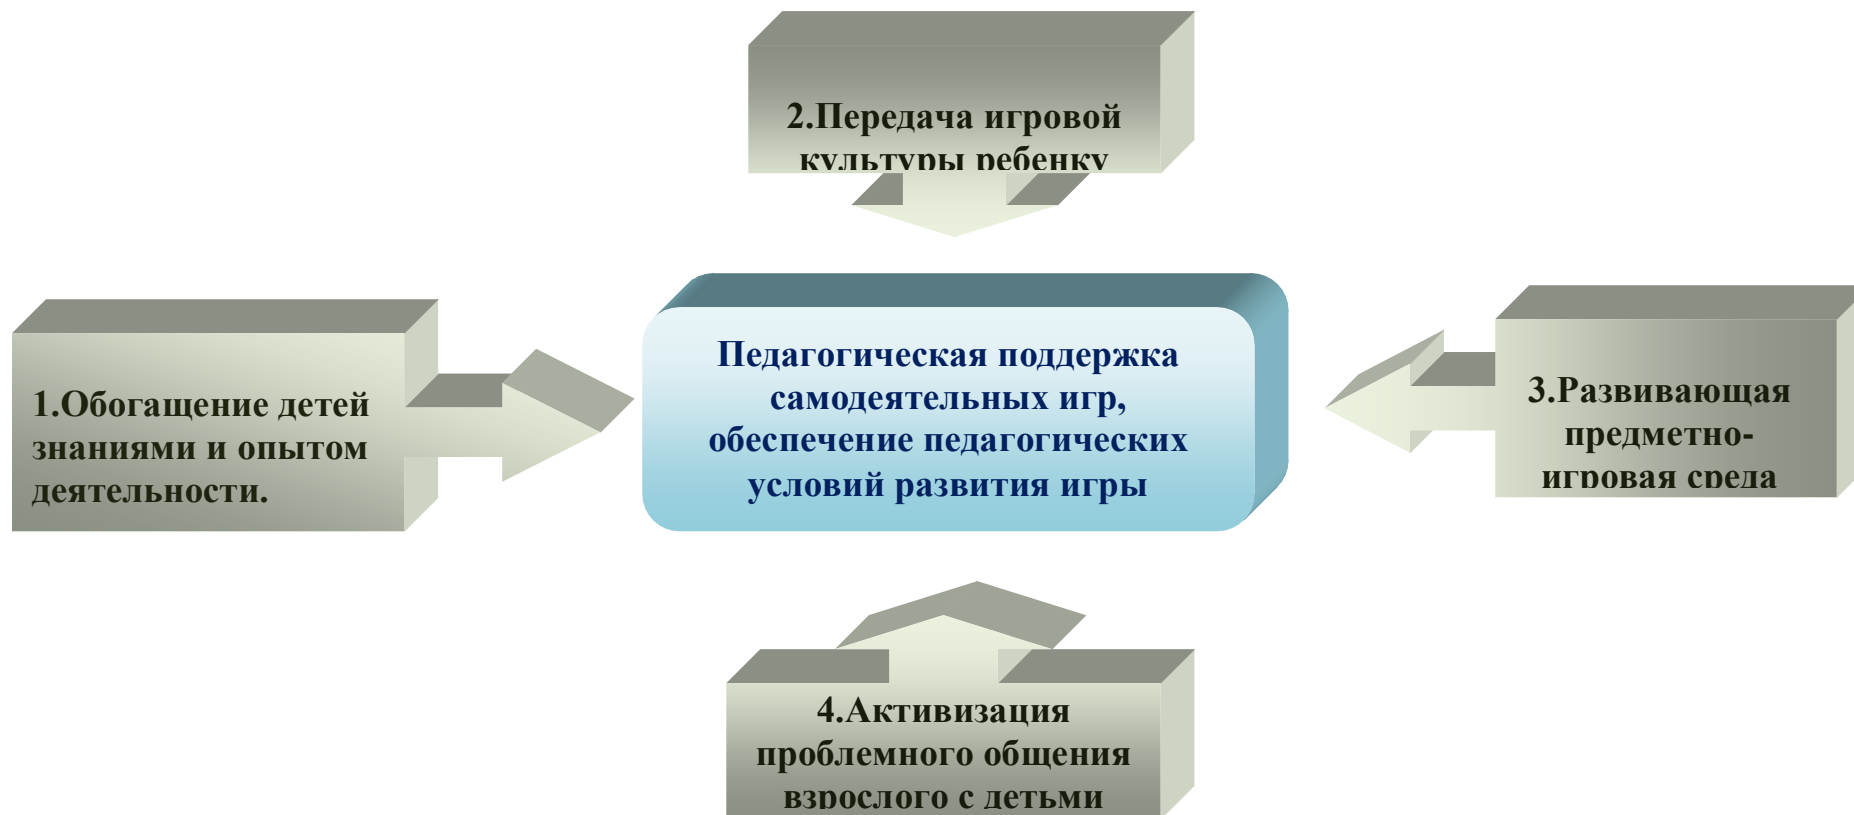 2.Передача игровой
культуры ребенку
1.Обогащение детей
знаниями и опытом
деятельности.
Педагогическая поддержка
самодеятельных игр,
обеспечение педагогических
условий развития игры
3.Развивающая
предметно-
игровая среда
4.Активизация
проблемного общения
взрослого с детьми